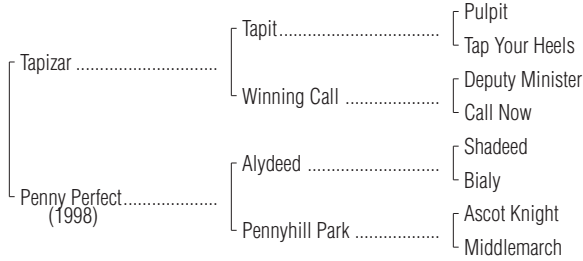 Pulpit
Tapit
Tap Your Heels
Tapizar
Deputy Minister
Winning Call
Call Now
Shadeed
Alydeed
Bialy
Penny Perfect
(1998)
Ascot Knight
Pennyhill Park
Middlemarch